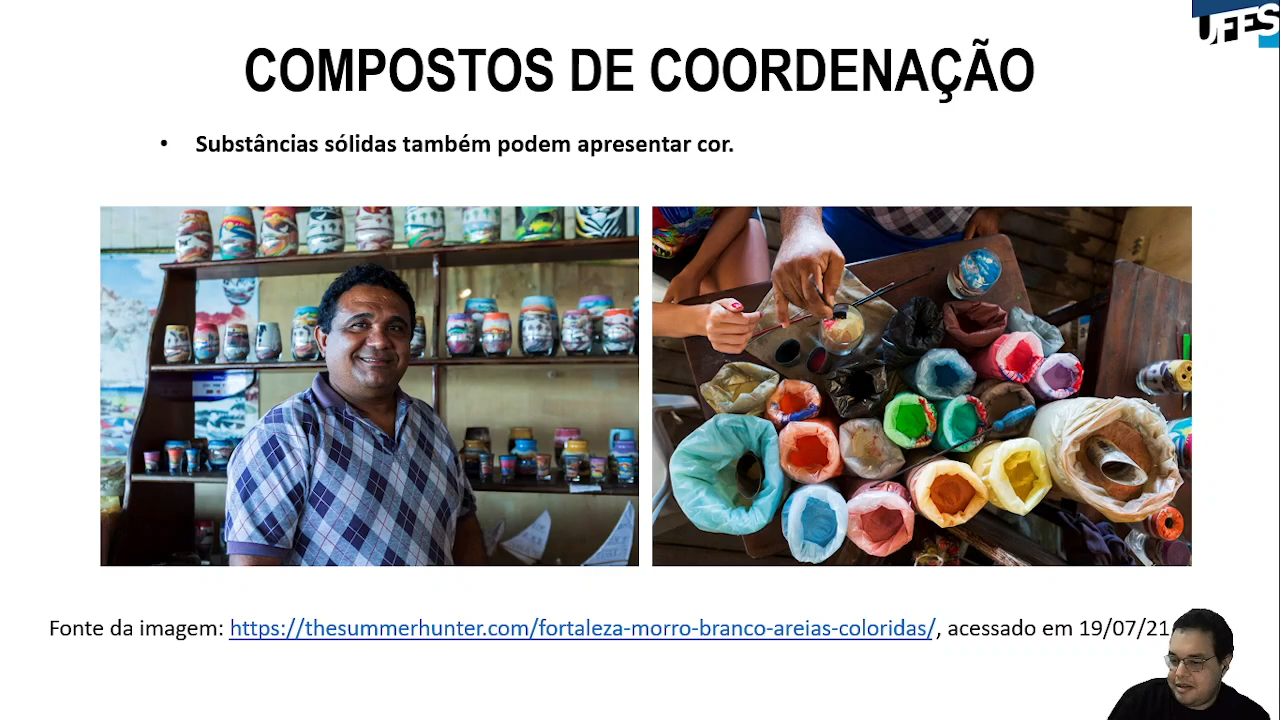 UFES
COMPOSTOS DE COORDENAÇÃO
• Substâncias sólidas também podem apresentar cor.
Fonte da imagem: https://thesummerhunter.com/fortaleza-morro-branco-areias-coloridas/, acessado em 19/07/21